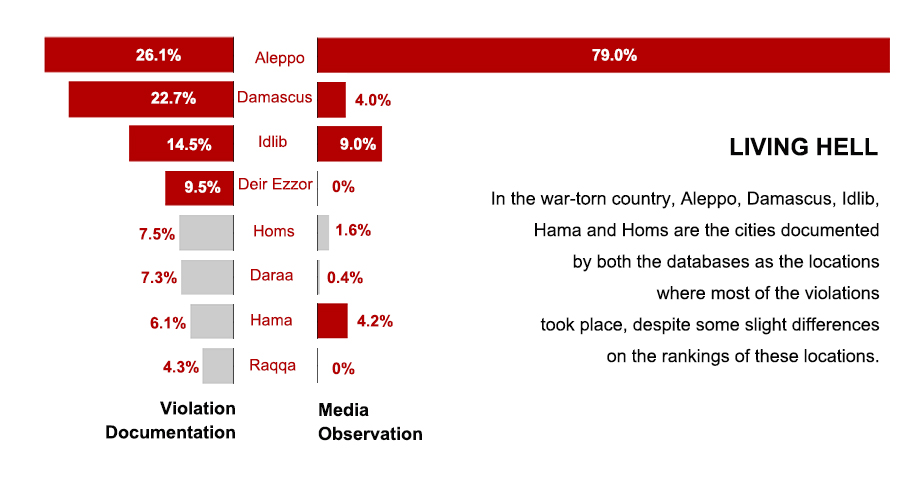 26.1% Aleppo 79.0%
22.7% Damascus 4.0%
14.5% Idlib 9.0%
9.5% Deir Ezzor 0%
7.5% Homs 1.6%
7.3% Daraa 0.4%
6.1% Hama 4.2%
4.3% Raqqa 0%
Violation
Documentation
Media
Observation
LIVING HELL
In the war-torn country, Aleppo, Damascus, Idlib,
Hama and Homs are the cities documented
by both the databases as the locations
where most of the violations
took place, despite some slight differences
on the rankings of these locations.